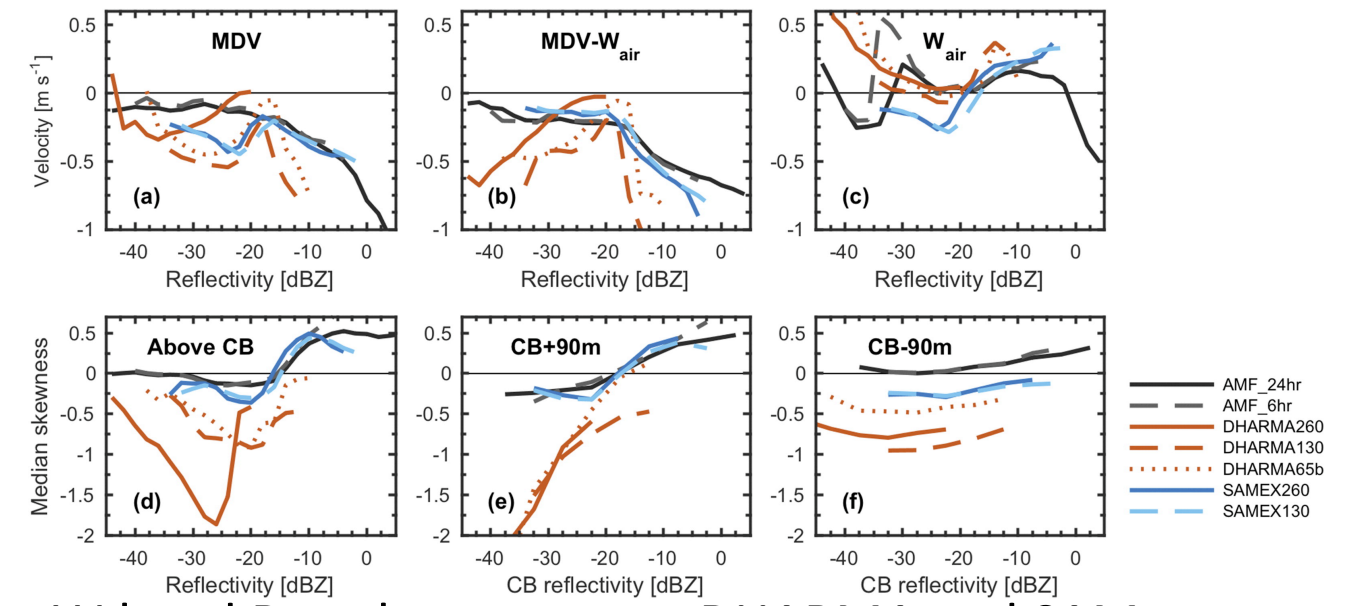 MDV
MDV-Wair
Wair
0.5 0 -0.5 -1
0.5 0 -0.5 -1
0.5 0 -0.5 -1
Velocity [m s-1]
(a)
(b)
(c)
-40 -30 -20 -10 0
-40 -30 -20 -10 0
-40 -30 -20 -10 0
Reflectivity [dBZ]
Reflectivity [dBZ]
Reflectivity [dBZ]
Above CB
CB+90m
CB-90m
0.5 0 -0.5 -1 -1.5 -2
0.5 0 -0.5 -1 -1.5 -2
0.5 0 -0.5 -1 -1.5 -2
Median skewness
(d)
(e)
(f)
-40 -30 -20 -10 0
-40 -30 -20 -10 0
-40 -30 -20 -10 0
Reflectivity [dBZ]
CB reflectivity [dBZ]
CB reflectivity [dBZ]
AMF_24hr
AMF_6hr
DHARMA260
DHARMA130
DHARMA65b
SAMEX260
SAMEX130